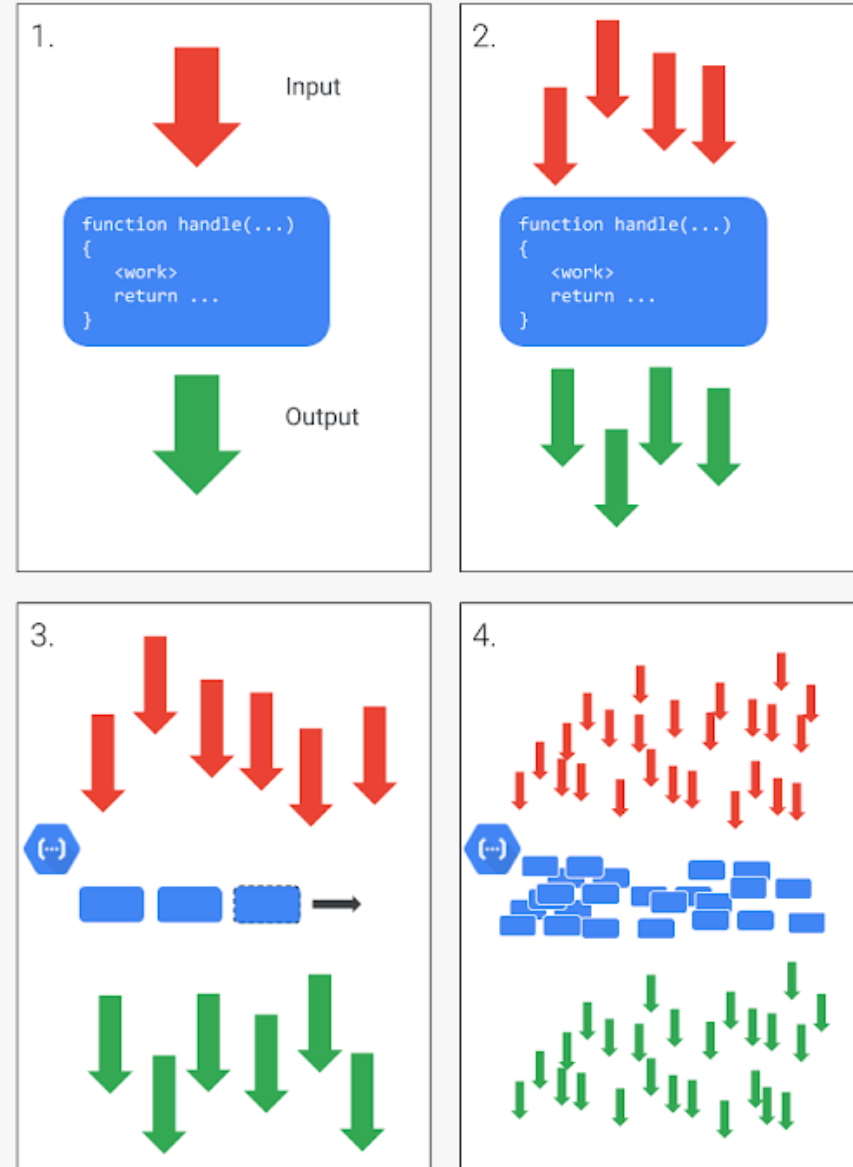 1.
Input
function handle(...)
{
<work>
return ...
}
Output
2.
function handle(...)
{
<work>
return ...
}
3.
(...)
4.
(...)